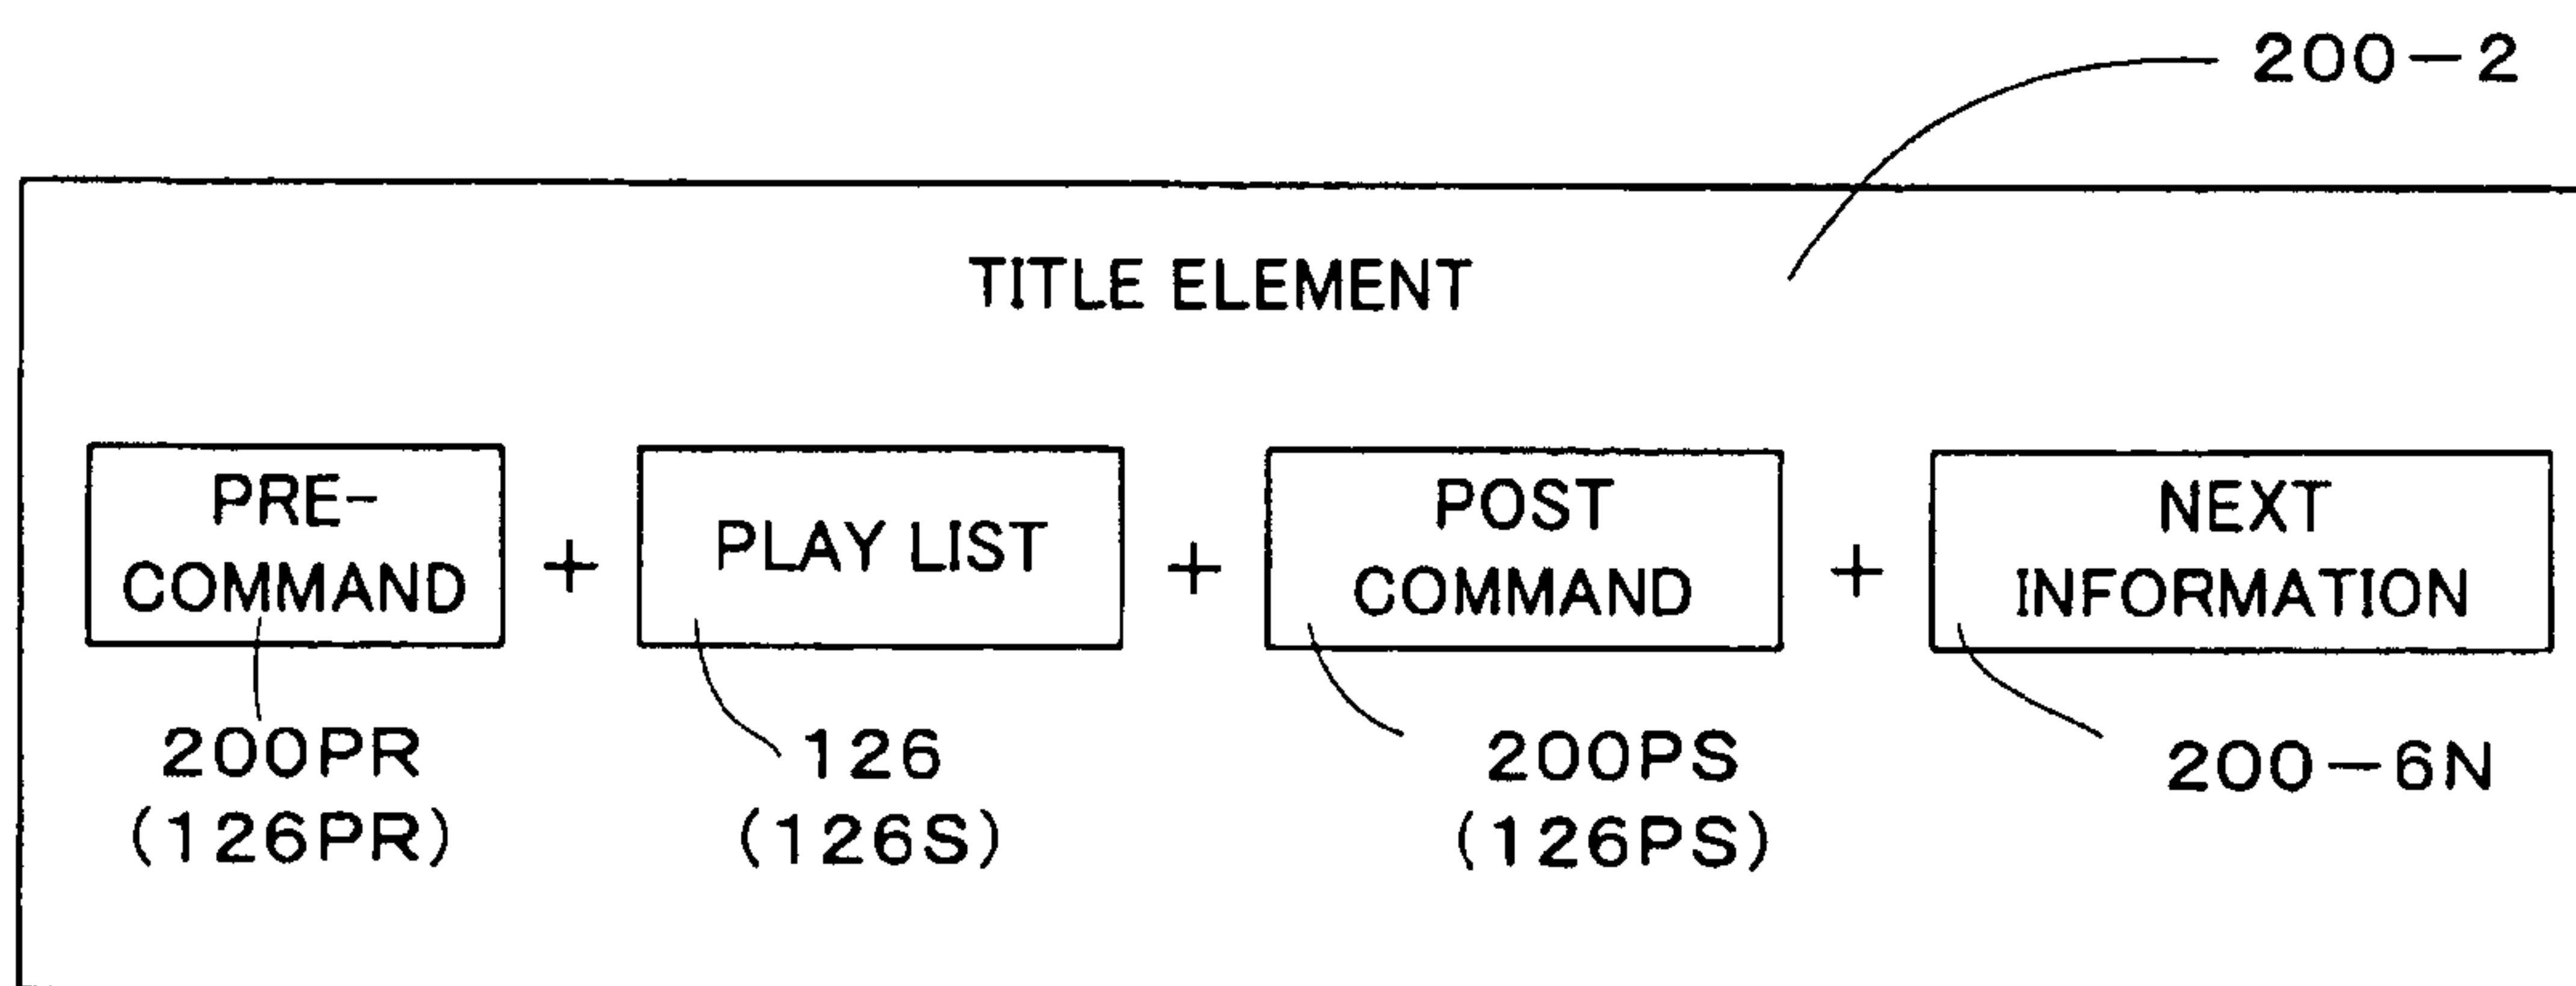 200-2
TITLE ELEMENT
PRE-
COMMAND
+
PLAY LIST
+
POST
COMMAND
+
NEXT
INFORMATION
200PR
(126PR)
126
(126S)
200PS
(126PS)
200-6N